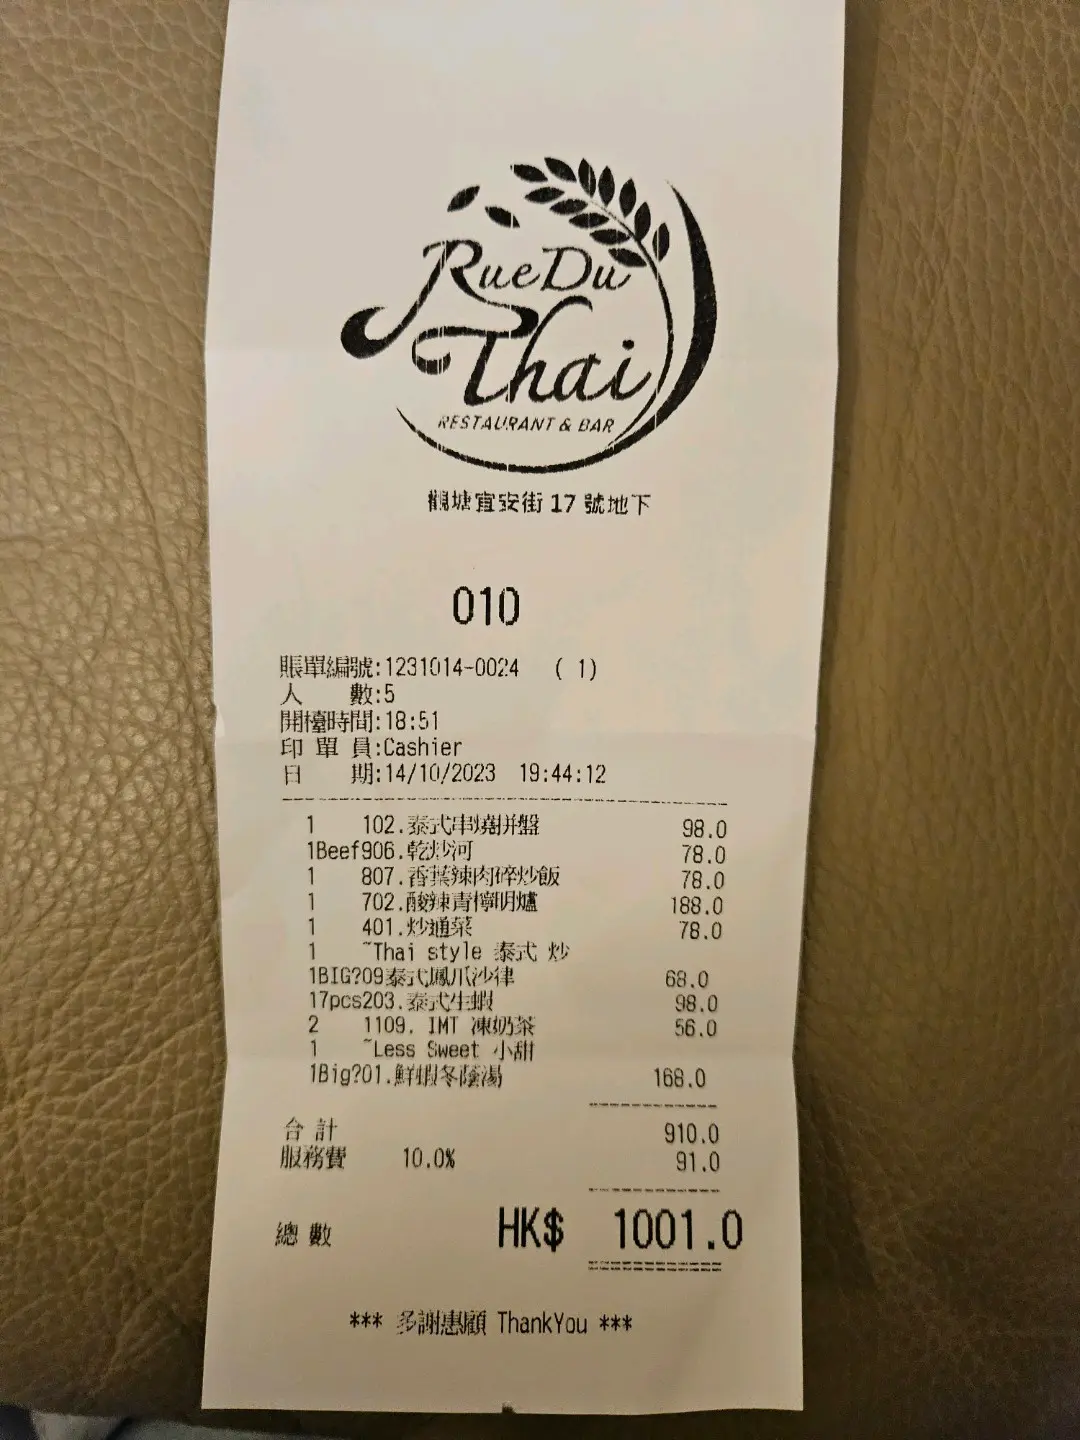 Rue Du
Thai
RESTAURANT & BAR
觀塘宜安街 17 號地下
010
賬單編號:1231014-0024 ( 1)
人 數:5
開檯時間:18:51
印 單 員:Cashier
日 期:14/10/2023 19:44:12
1 102.泰式串燒拼盤 98.0
1Beef906.乾炒河 78.0
1 807.香葉辣肉碎炒飯 78.0
1 702.酸辣青檸明爐 188.0
1 401.炒通菜 78.0
1 ~Thai style 泰式 炒
1BIG?09泰式鳳爪沙律 68.0
17pcs203.泰式生蝦 98.0
2 1109. IMT 凍奶茶 56.0
1 ~Less Sweet 小甜
1Big?01.鮮蝦冬蔭湯 168.0
合 計 910.0
服務費 10.0% 91.0
總 數 HK$ 1001.0
*** 多謝惠顧 ThankYou ***